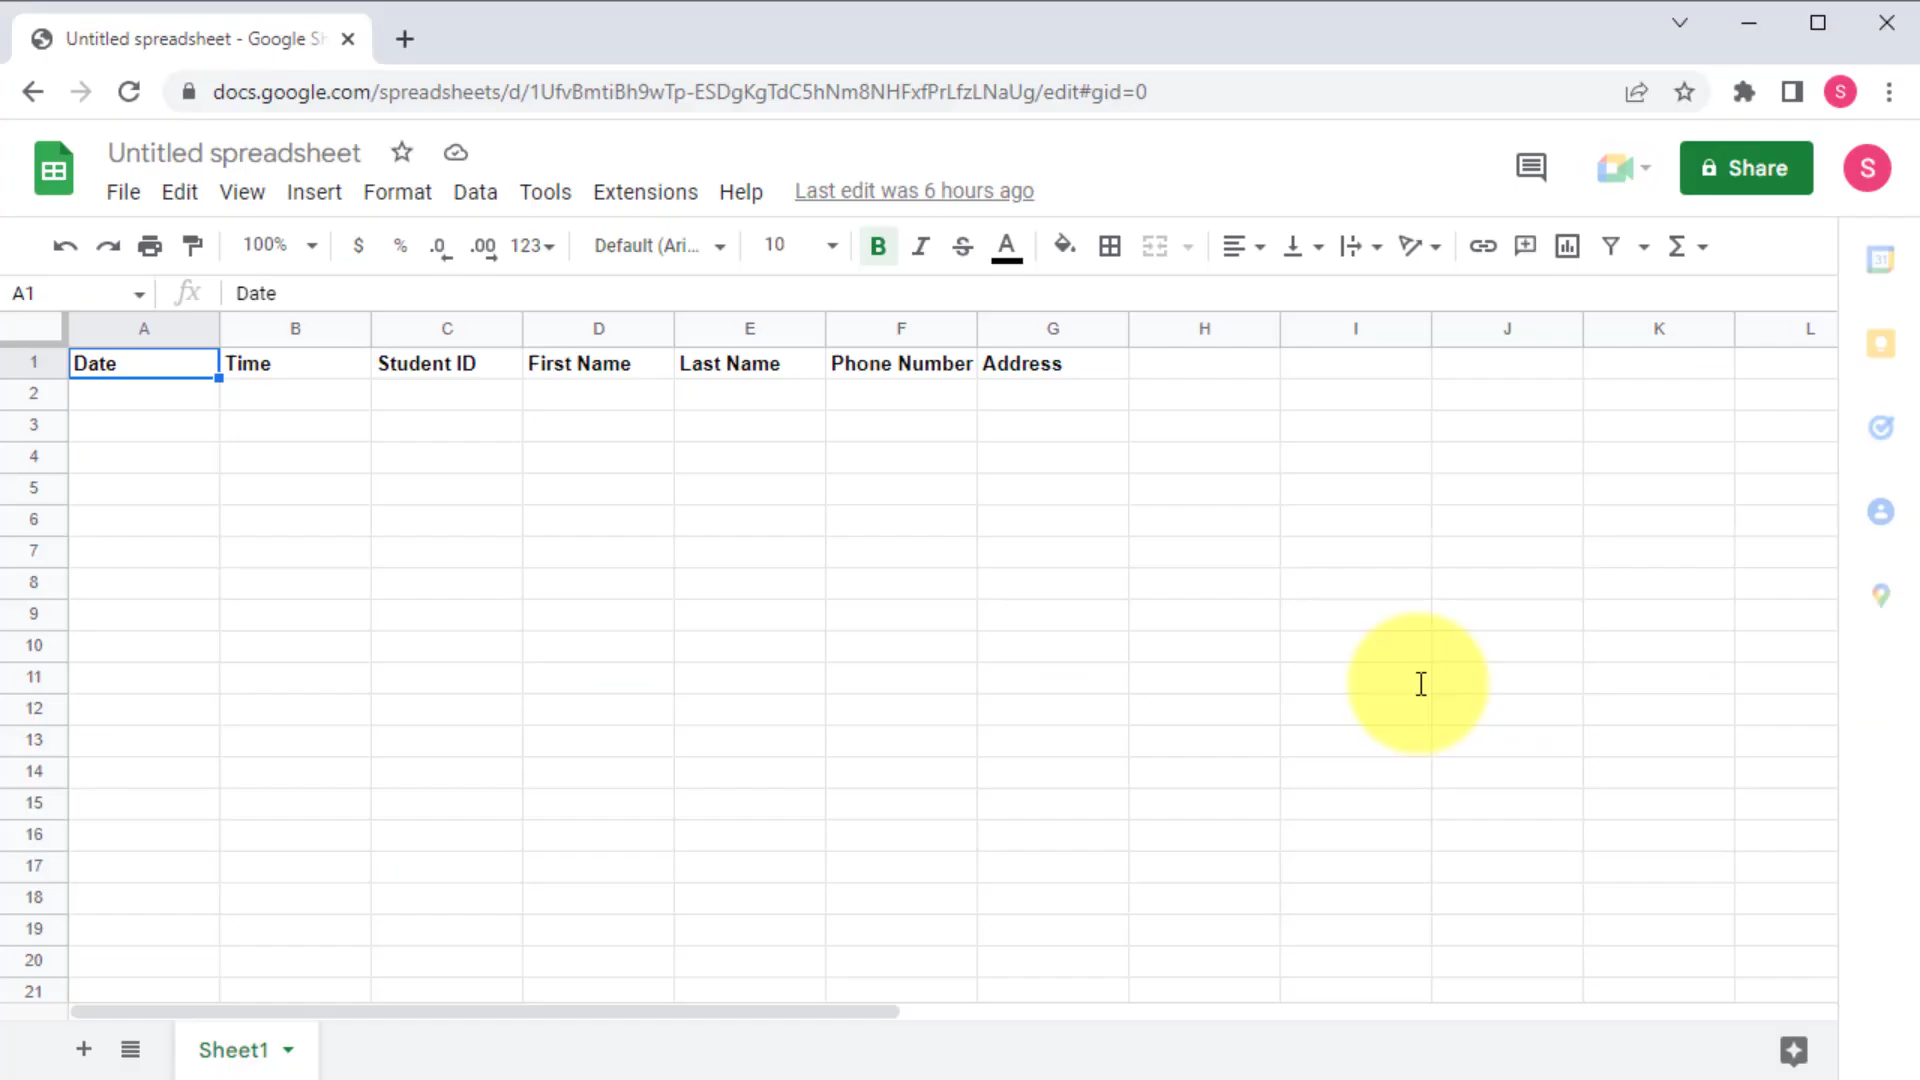 Untitled spreadsheet - Google Sh
docs.google.com/spreadsheets/d/1UfvBmtiBh9wTp-ESDgKgTdC5hNm8NHFxfPrLfzLNaUg/edit#gid=0
S
Untitled spreadsheet
File Edit View Insert Format Data Tools Extensions Help Last edit was 6 hours ago
Share
S
100% $ % .0 .00 123 Default (Ari... 10 B I S A Σ
31
A1 fx Date
A B C D E F G H I J K L
1 Date Time Student ID First Name Last Name Phone Number Address
2
3
4
5
6
7
8
9
10
11
12
13
14
15
16
17
18
19
20
21
Sheet1